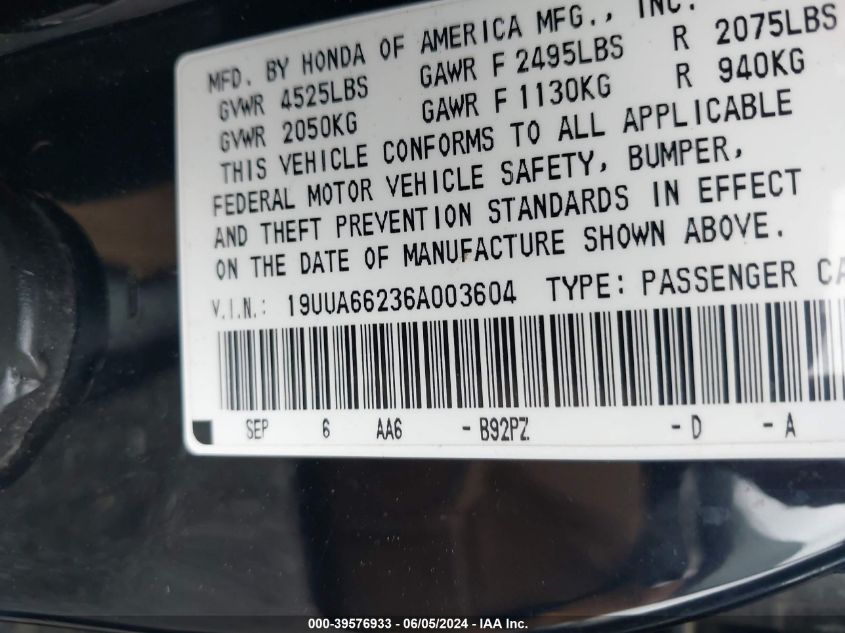 MFD. BY HONDA OF AMERICA MFG., INC.
GVWR 4525LBS GAWR F 2495LBS R 2075LBS
GVWR 2050KG GAWR F 1130KG R 940KG
THIS VEHICLE CONFORMS TO ALL APPLICABLE
FEDERAL MOTOR VEHICLE SAFETY, BUMPER,
AND THEFT PREVENTION STANDARDS IN EFFECT
ON THE DATE OF MANUFACTURE SHOWN ABOVE.
V.I.N.: 19UUA66236A003604 TYPE: PASSENGER CA
SEP 6 AA6 -B92PZ -D -A
000-39576933 - 06/05/2024 - IAA Inc.